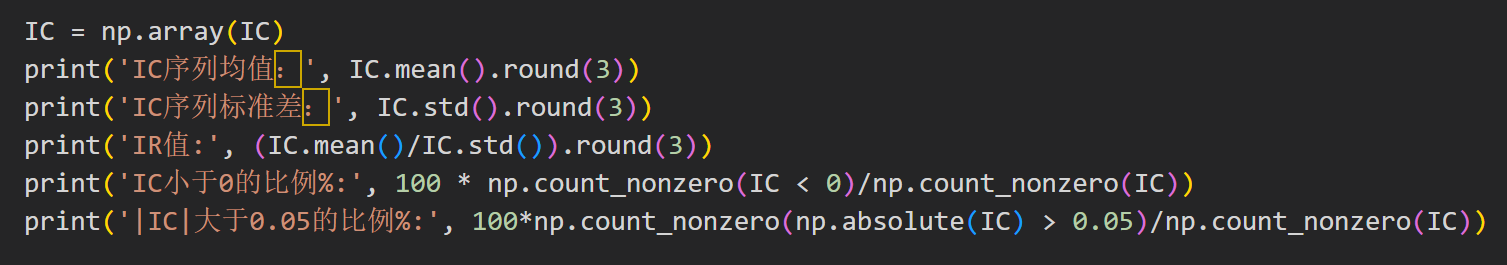 IC = np.array(IC)
print('IC序列均值：', IC.mean().round(3))
print('IC序列标准差：', IC.std().round(3))
print('IR值:', (IC.mean()/IC.std()).round(3))
print('IC小于0的比例%:', 100 * np.count_nonzero(IC < 0)/np.count_nonzero(IC))
print('|IC|大于0.05的比例%:', 100*np.count_nonzero(np.absolute(IC) > 0.05)/np.count_nonzero(IC))